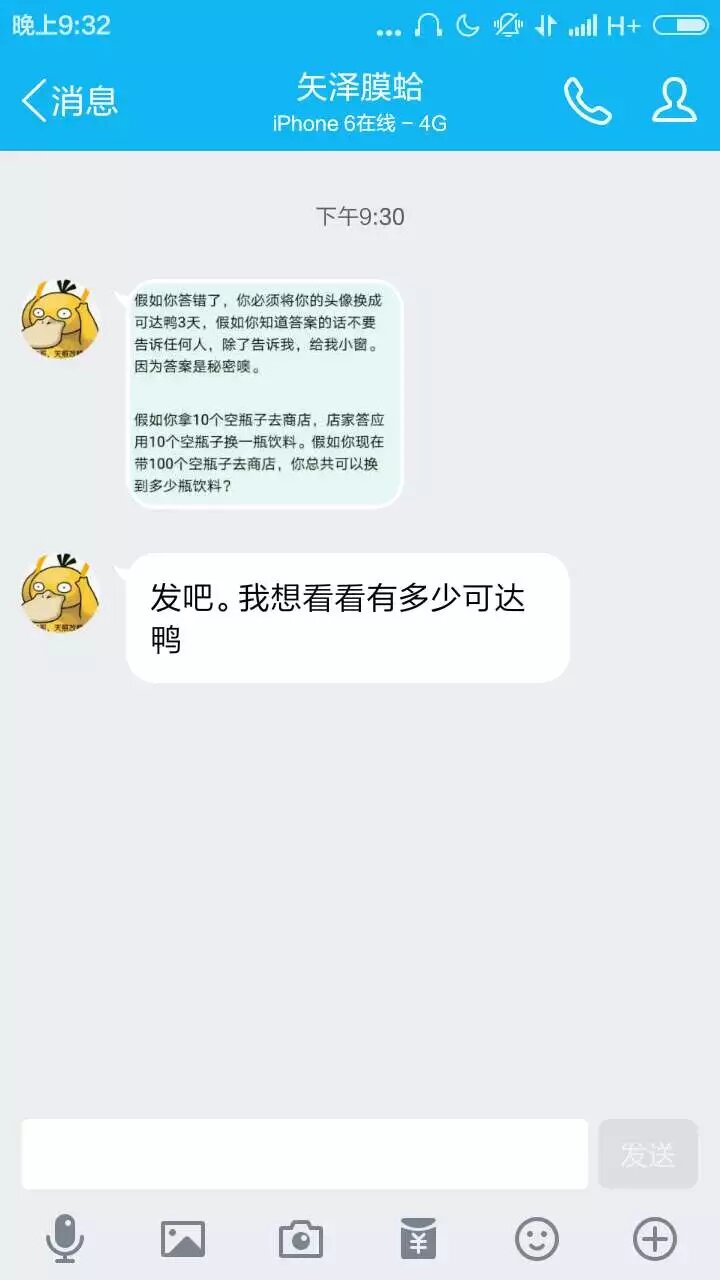 晚上9:32
H+
消息
矢泽膜蛤
iPhone 6在线 – 4G
下午9:30
假如你答错了，你必须将你的头像换成
可达鸭3天，假如你知道答案的话不要
告诉任何人，除了告诉我，给我小窗。
因为答案是秘密噢。
假如你拿10个空瓶子去商店，店家答应
用10个空瓶子换一瓶饮料。假如你现在
带100个空瓶子去商店，你总共可以换
到多少瓶饮料？
发吧。我想看看有多少可达
鸭
发送